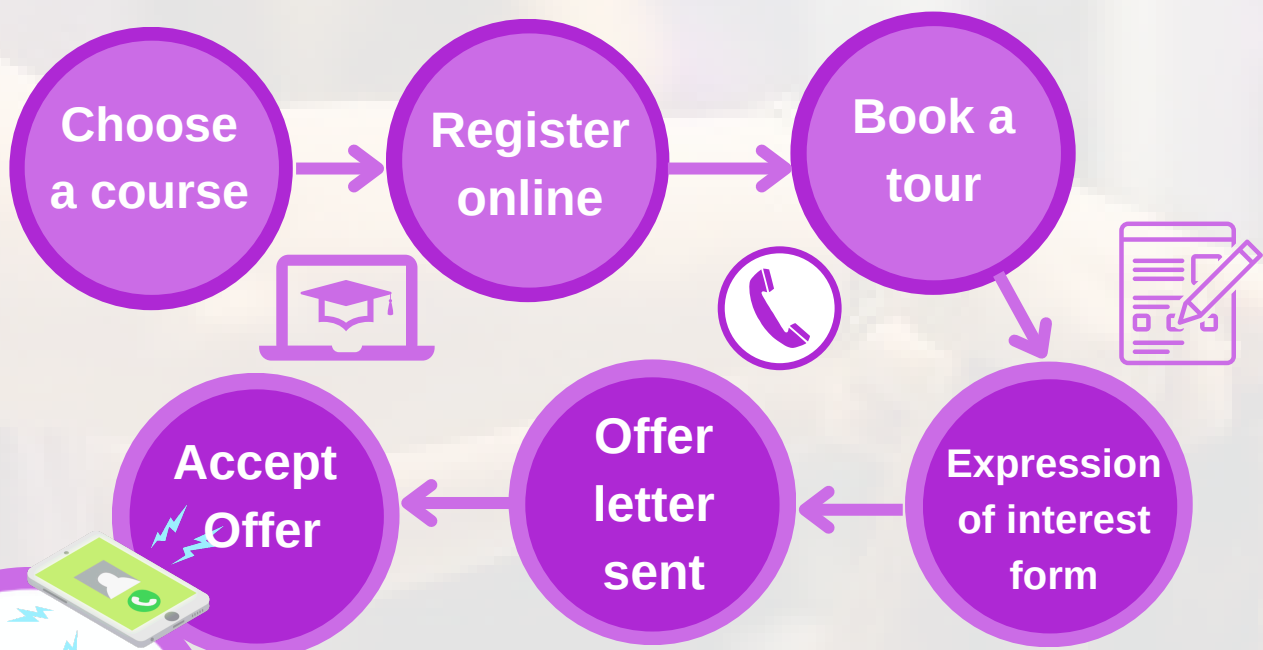 Choose
a course
Register
online
Book a
tour
Expression
of interest
form
Offer
letter
sent
Accept
Offer